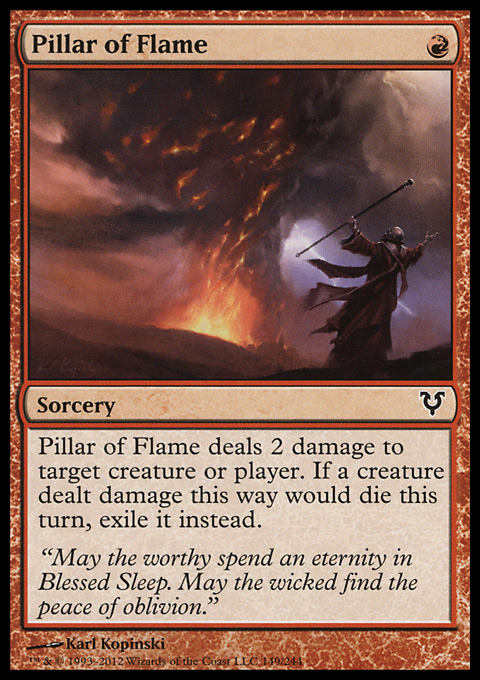 Pillar of Flame
Sorcery
Pillar of Flame deals 2 damage to
target creature or player. If a creature
dealt damage this way would die this
turn, exile it instead.
“May the worthy spend an eternity in
Blessed Sleep. May the wicked find the
peace of oblivion.”
Karl Kopinski
™ & © 1993–2012 Wizards of the Coast LLC 149/244